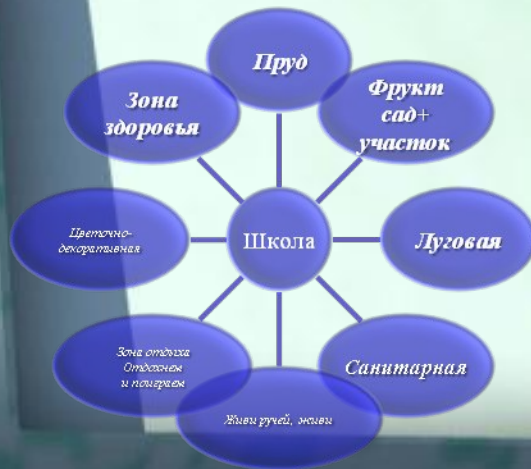 Пруд
Фрукт
сад+
участок
Зона
здоровья
Цветочно-
декоративная
Школа
Луговая
Зона отдыха
Отдохнем
и поиграем
Санитарная
Живи ручей, живи